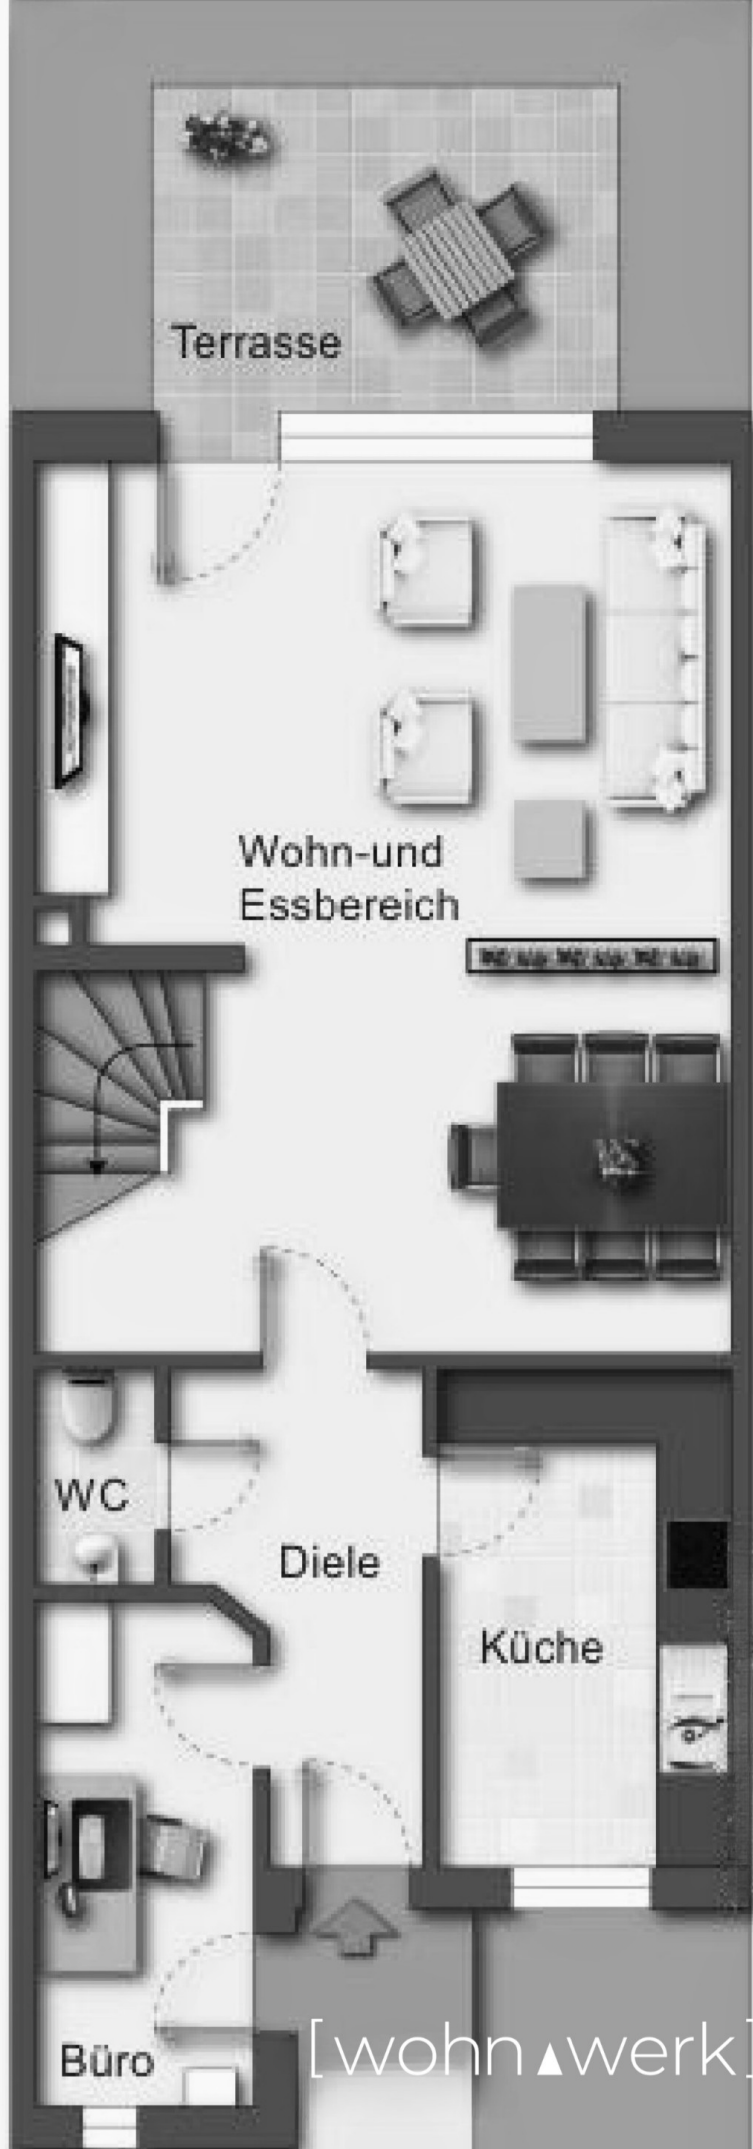 Terrasse
Wohn-und
Essbereich
WC
Diele
Küche
Büro
[wohn▲werk]